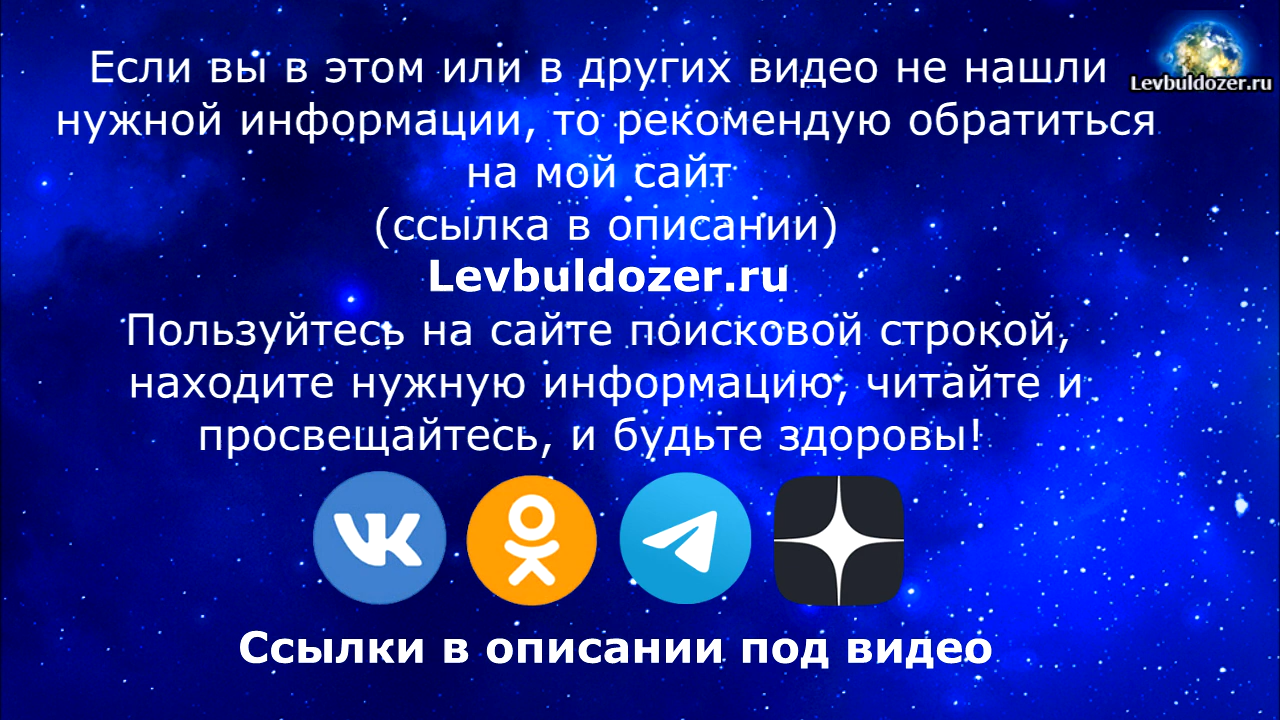 Если вы в этом или в других видео не нашли
нужной информации, то рекомендую обратиться
на мой сайт
(ссылка в описании)
Levbuldozer.ru
Пользуйтесь на сайте поисковой строкой,
находите нужную информацию, читайте и
просвещайтесь, и будьте здоровы!
Ссылки в описании под видео
Levbuldozer.ru